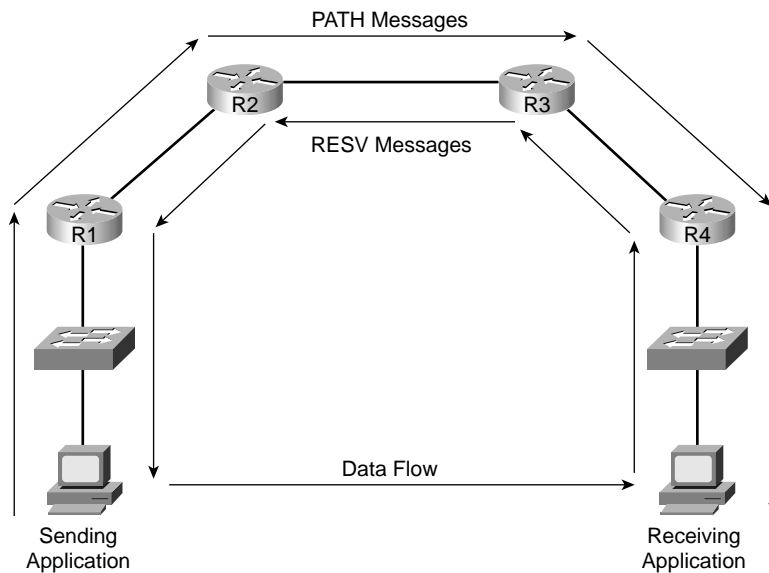 PATH Messages
R2
R3
RESV Messages
R1
R4
Data Flow
Sending
Application
Receiving
Application